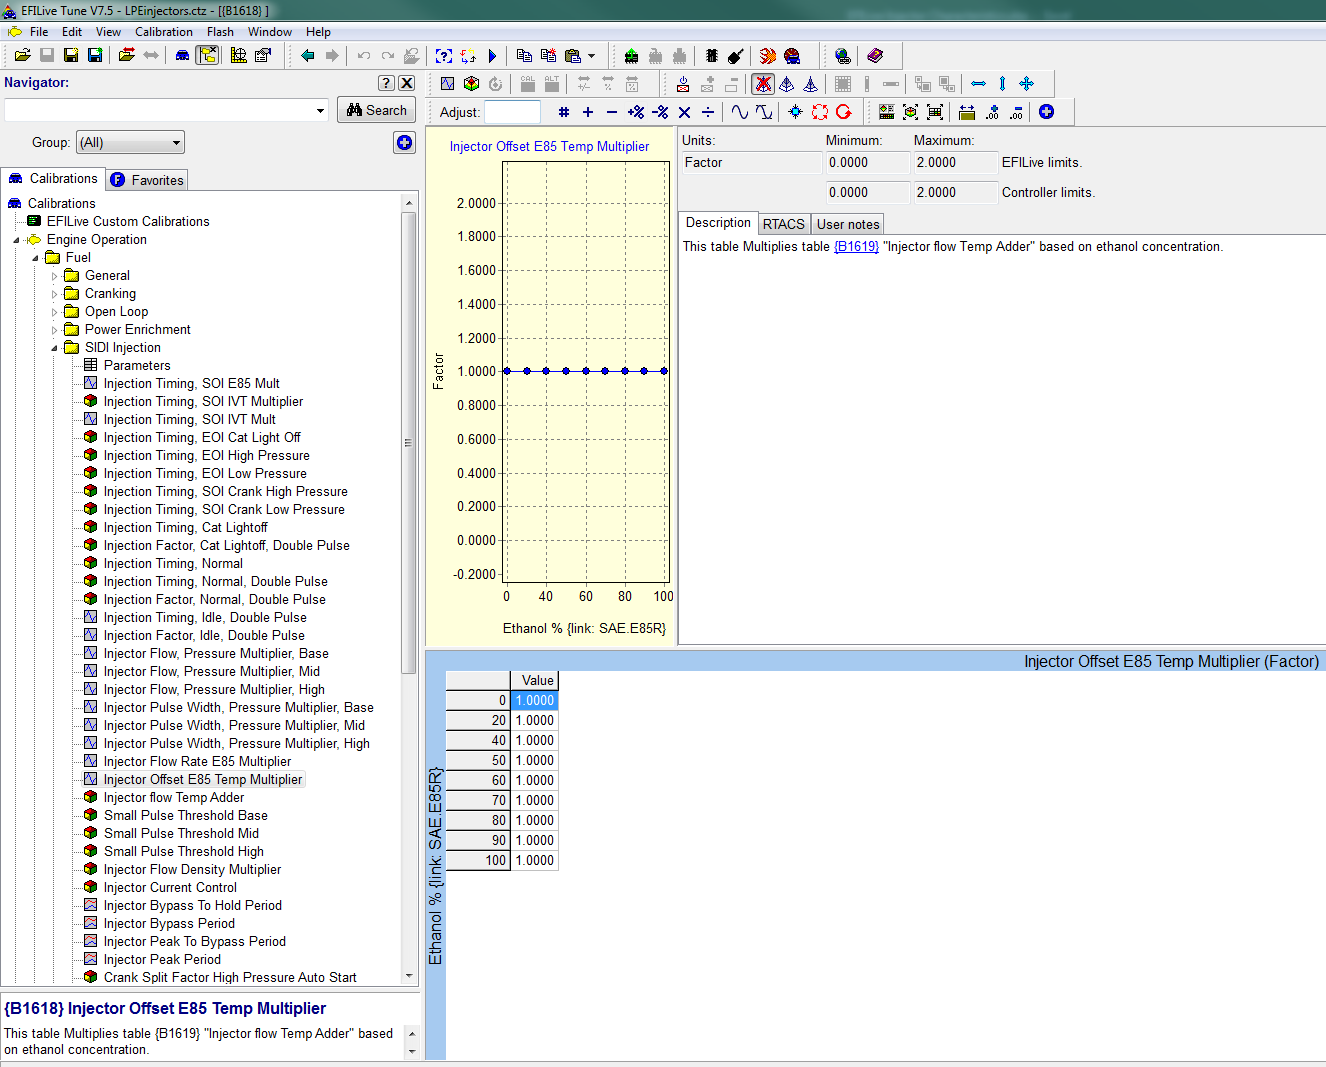 EFILive Tune V7.5 - LPEinjectors.ctz - [{B1618} ]
File Edit View Calibration Flash Window Help
Navigator:
? X
Search
Group: (All)
Calibrations
F Favorites
Calibrations
EFILive Custom Calibrations
Engine Operation
Fuel
General
Cranking
Open Loop
Power Enrichment
SIDI Injection
Parameters
Injection Timing, SOI E85 Mult
Injection Timing, SOI IVT Multiplier
Injection Timing, SOI IVT Mult
Injection Timing, EOI Cat Light Off
Injection Timing, EOI High Pressure
Injection Timing, EOI Low Pressure
Injection Timing, SOI Crank High Pressure
Injection Timing, SOI Crank Low Pressure
Injection Timing, Cat Lightoff
Injection Factor, Cat Lightoff, Double Pulse
Injection Timing, Normal
Injection Timing, Normal, Double Pulse
Injection Factor, Normal, Double Pulse
Injection Timing, Idle, Double Pulse
Injection Factor, Idle, Double Pulse
Injector Flow, Pressure Multiplier, Base
Injector Flow, Pressure Multiplier, Mid
Injector Flow, Pressure Multiplier, High
Injector Pulse Width, Pressure Multiplier, Base
Injector Pulse Width, Pressure Multiplier, Mid
Injector Pulse Width, Pressure Multiplier, High
Injector Flow Rate E85 Multiplier
Injector Offset E85 Temp Multiplier
Injector flow Temp Adder
Small Pulse Threshold Base
Small Pulse Threshold Mid
Small Pulse Threshold High
Injector Flow Density Multiplier
Injector Current Control
Injector Bypass To Hold Period
Injector Bypass Period
Injector Peak To Bypass Period
Injector Peak Period
Crank Split Factor High Pressure Auto Start
{B1618} Injector Offset E85 Temp Multiplier
This table Multiplies table {B1619} "Injector flow Temp Adder" based
on ethanol concentration.
CAL ALT
Adjust: # + − +% -% × ÷
.00 .00
Injector Offset E85 Temp Multiplier
2.0000
1.8000
1.6000
1.4000
1.2000
1.0000
0.8000
0.6000
0.4000
0.2000
0.0000
-0.2000
Factor
0 40 60 80 100
Ethanol % {link: SAE.E85R}
Units: Minimum: Maximum:
Factor 0.0000 2.0000 EFILive limits.
0.0000 2.0000 Controller limits.
Description RTACS User notes
This table Multiplies table {B1619} "Injector flow Temp Adder" based on ethanol concentration.
Injector Offset E85 Temp Multiplier (Factor)
Ethanol % {link: SAE.E85R}
Value
0 1.0000
20 1.0000
40 1.0000
50 1.0000
60 1.0000
70 1.0000
80 1.0000
90 1.0000
100 1.0000